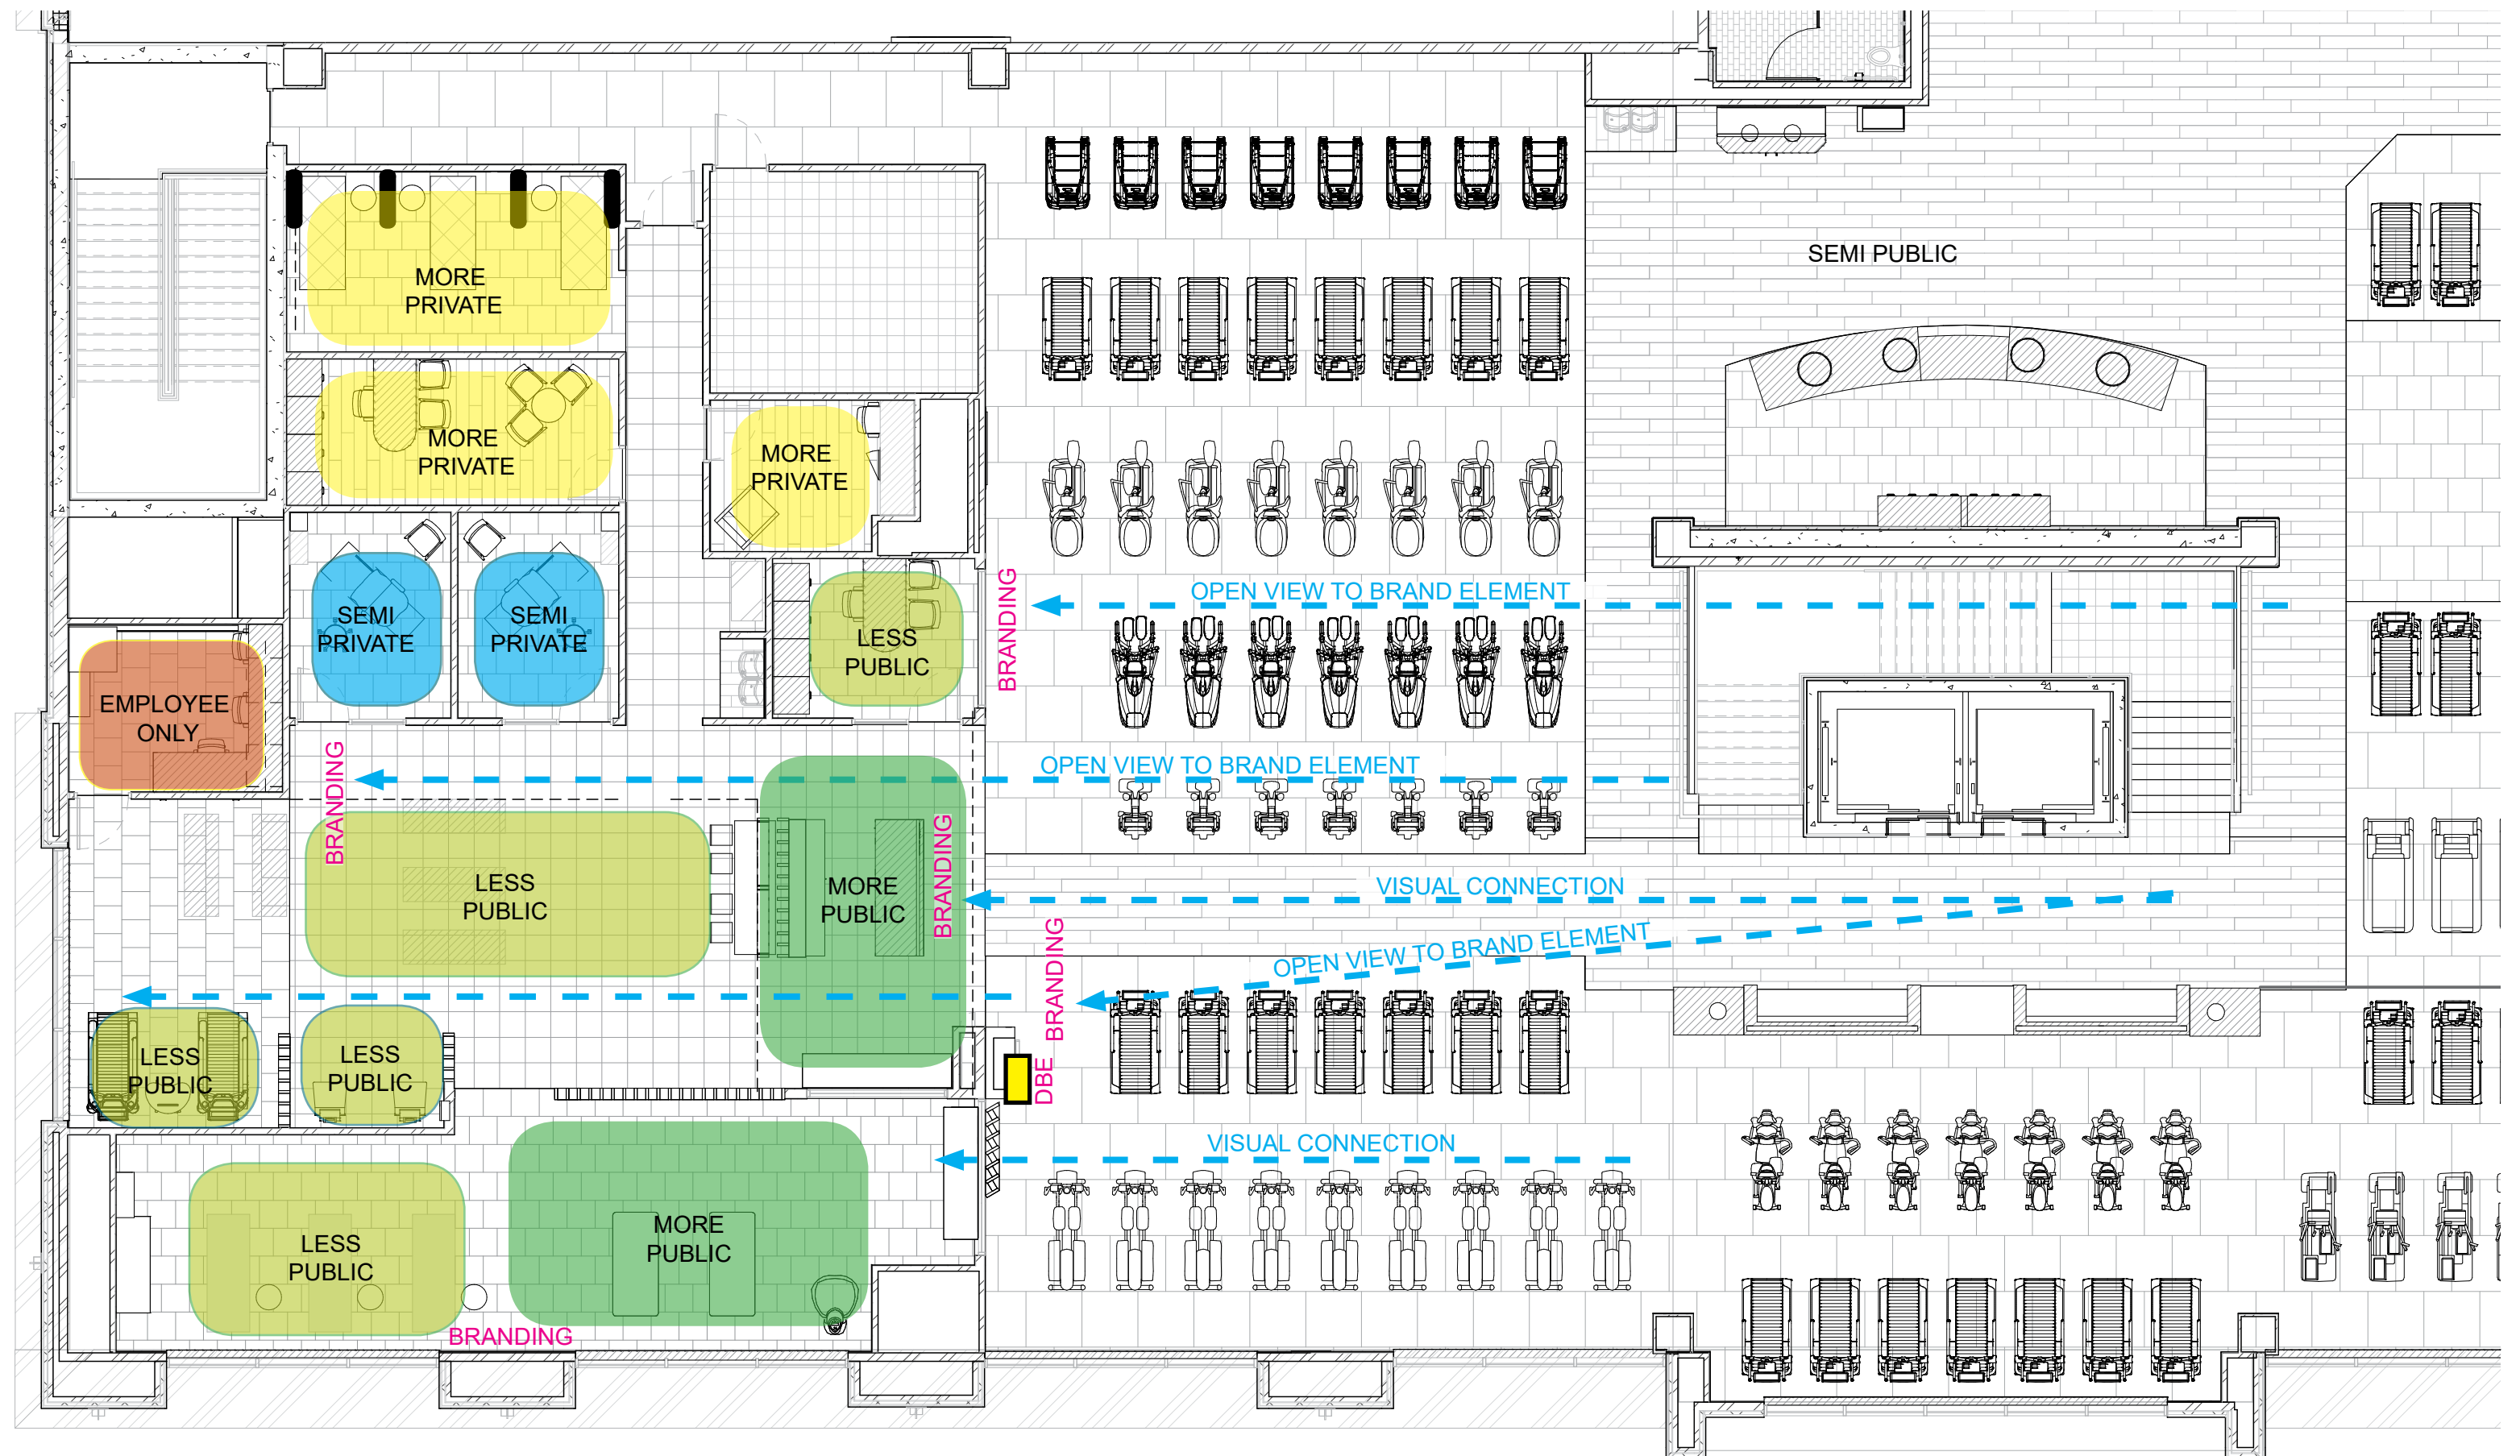 SEMI PUBLIC
MORE
PRIVATE
MORE
PRIVATE
MORE
PRIVATE
SEMI
PRIVATE
SEMI
PRIVATE
LESS
PUBLIC
BRANDING
OPEN VIEW TO BRAND ELEMENT
EMPLOYEE
ONLY
BRANDING
OPEN VIEW TO BRAND ELEMENT
LESS
PUBLIC
MORE
PUBLIC
BRANDING
VISUAL CONNECTION
OPEN VIEW TO BRAND ELEMENT
BRANDING
DBE
LESS
PUBLIC
LESS
PUBLIC
VISUAL CONNECTION
LESS
PUBLIC
MORE
PUBLIC
BRANDING